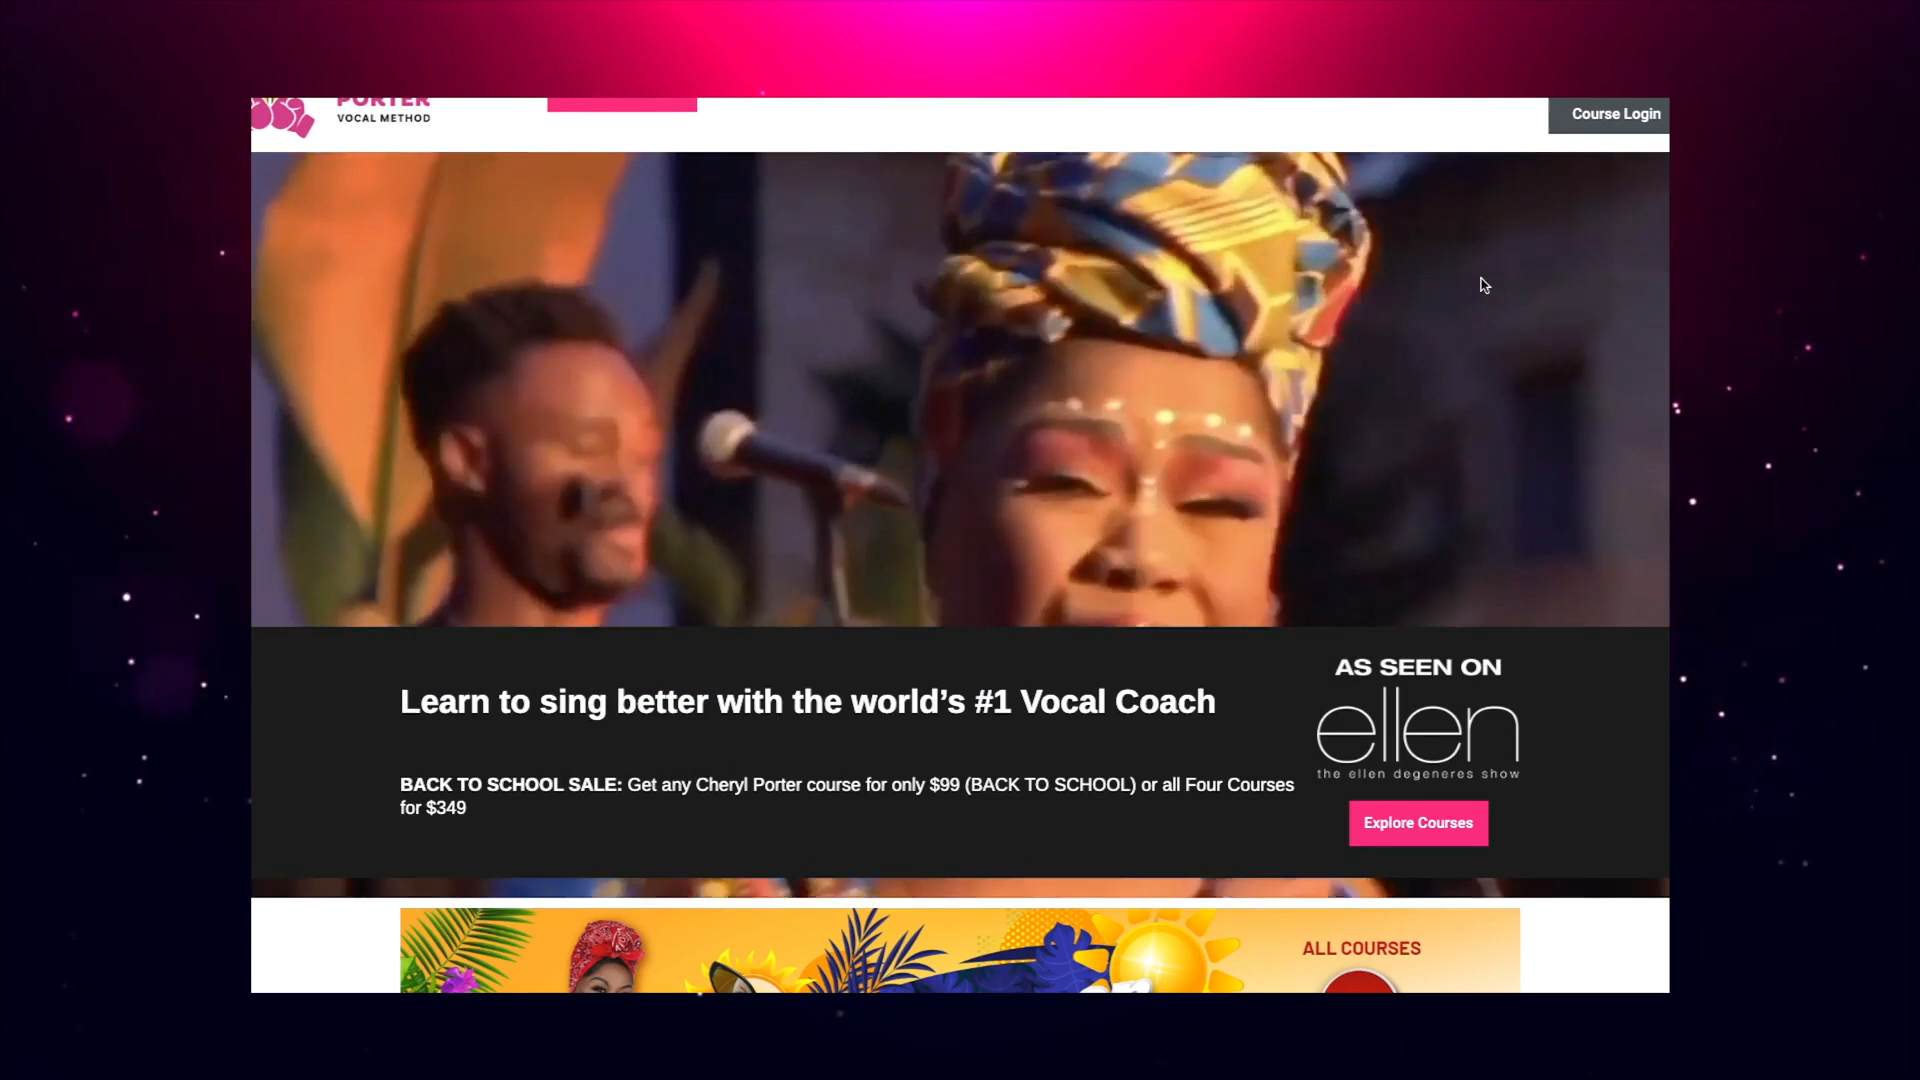 PORTER
VOCAL METHOD
Course Login
Learn to sing better with the world’s #1 Vocal Coach
AS SEEN ON
ellen
the ellen degeneres show
BACK TO SCHOOL SALE: Get any Cheryl Porter course for only $99 (BACK TO SCHOOL) or all Four Courses
for $349
Explore Courses
ALL COURSES